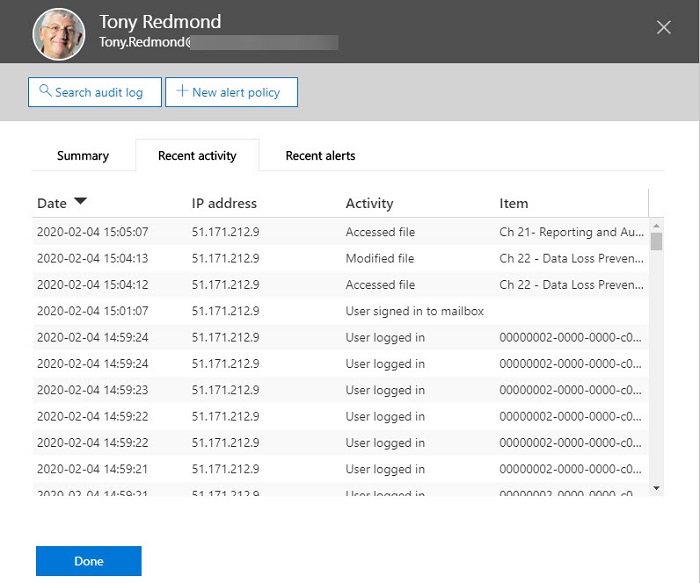 Tony Redmond
Tony.Redmond@
Search audit log
New alert policy
Summary Recent activity Recent alerts
Date IP address Activity Item
2020-02-04 15:05:07 51.171.212.9 Accessed file Ch 21- Reporting and Au...
2020-02-04 15:04:13 51.171.212.9 Modified file Ch 22 - Data Loss Preven...
2020-02-04 15:04:12 51.171.212.9 Accessed file Ch 22 - Data Loss Preven...
2020-02-04 15:01:07 51.171.212.9 User signed in to mailbox
2020-02-04 14:59:24 51.171.212.9 User logged in 00000002-0000-0000-c0...
2020-02-04 14:59:24 51.171.212.9 User logged in 00000002-0000-0000-c0...
2020-02-04 14:59:23 51.171.212.9 User logged in 00000002-0000-0000-c0...
2020-02-04 14:59:22 51.171.212.9 User logged in 00000002-0000-0000-c0...
2020-02-04 14:59:22 51.171.212.9 User logged in 00000002-0000-0000-c0...
2020-02-04 14:59:21 51.171.212.9 User logged in 00000002-0000-0000-c0...
2020-02-04 14:59:21 51.171.212.9 User logged in 00000002-0000-0000-c0...
Done